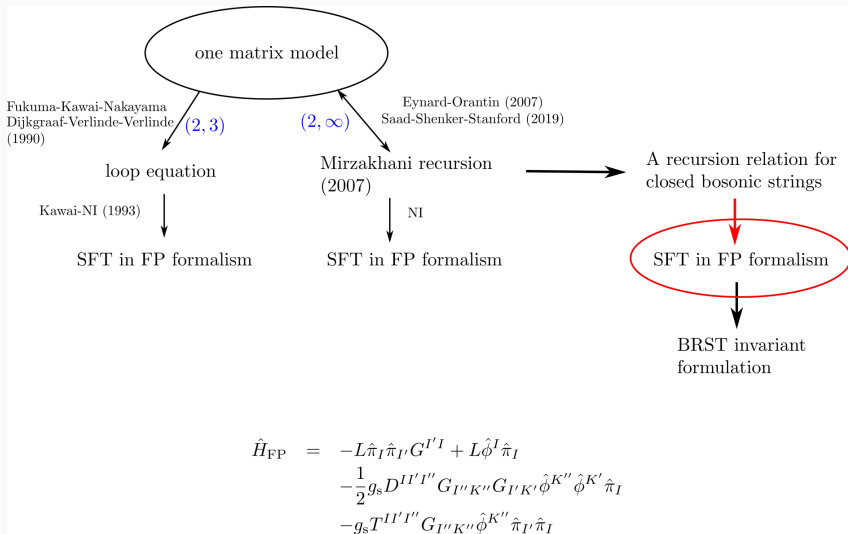 one matrix model
Fukuma-Kawai-Nakayama
Dijkgraaf-Verlinde-Verlinde
(1990)
(2, 3)
(2, ∞)
Eynard-Orantin (2007)
Saad-Shenker-Stanford (2019)
loop equation
Mirzakhani recursion
(2007)
A recursion relation for
closed bosonic strings
Kawai-NI (1993)
NI
SFT in FP formalism
SFT in FP formalism
SFT in FP formalism
BRST invariant
formulation
Ĥ_FP = −Lπ̂_I π̂_{I′} G^{I′I} + Lφ̂^I π̂_I
−½ g_s D^{II′I″} G_{I″K″} G_{I′K′} φ̂^{K″} φ̂^{K′} π̂_I
−g_s T^{II′I″} G_{I″K″} φ̂^{K″} π̂_{I′} π̂_I